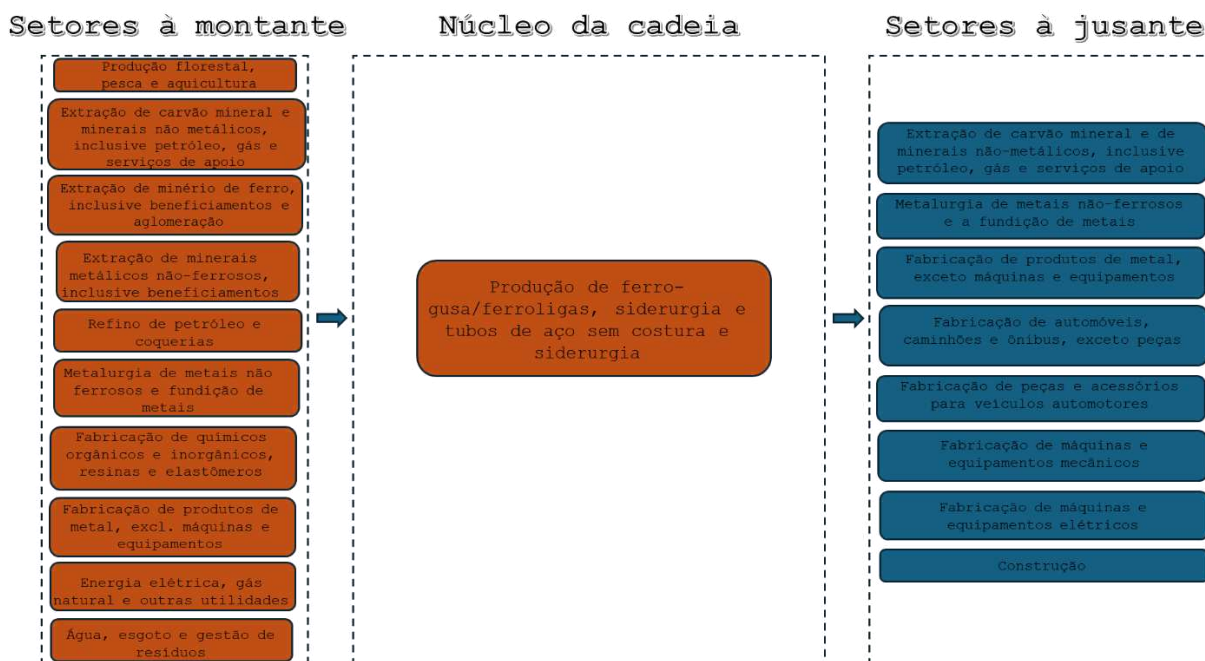 Setores à montante
Núcleo da cadeia
Setores à jusante
Produção florestal,
pesca e aquicultura
Extração de carvão mineral e
minerais não metálicos,
inclusive petróleo, gás e
serviços de apoio
Extração de minério de ferro,
inclusive beneficiamentos e
aglomeração
Extração de minerais
metálicos não-ferrosos,
inclusive beneficiamentos
Refino de petróleo e
coquerias
Metalurgia de metais não
ferrosos e fundição de
metais
Fabricação de químicos
orgânicos e inorgânicos,
resinas e elastômeros
Fabricação de produtos de
metal, excl. máquinas e
equipamentos
Energia elétrica, gás
natural e outras utilidades
Água, esgoto e gestão de
resíduos
Produção de ferro-
gusa/ferroligas, siderurgia e
tubos de aço sem costura e
siderurgia
Extração de carvão mineral e de
minerais não-metálicos, inclusive
petróleo, gás e serviços de apoio
Metalurgia de metais não-ferrosos
e a fundição de metais
Fabricação de produtos de metal,
exceto máquinas e equipamentos
Fabricação de automóveis,
caminhões e ônibus, exceto peças
Fabricação de peças e acessórios
para veículos automotores
Fabricação de máquinas e
equipamentos mecânicos
Fabricação de máquinas e
equipamentos elétricos
Construção